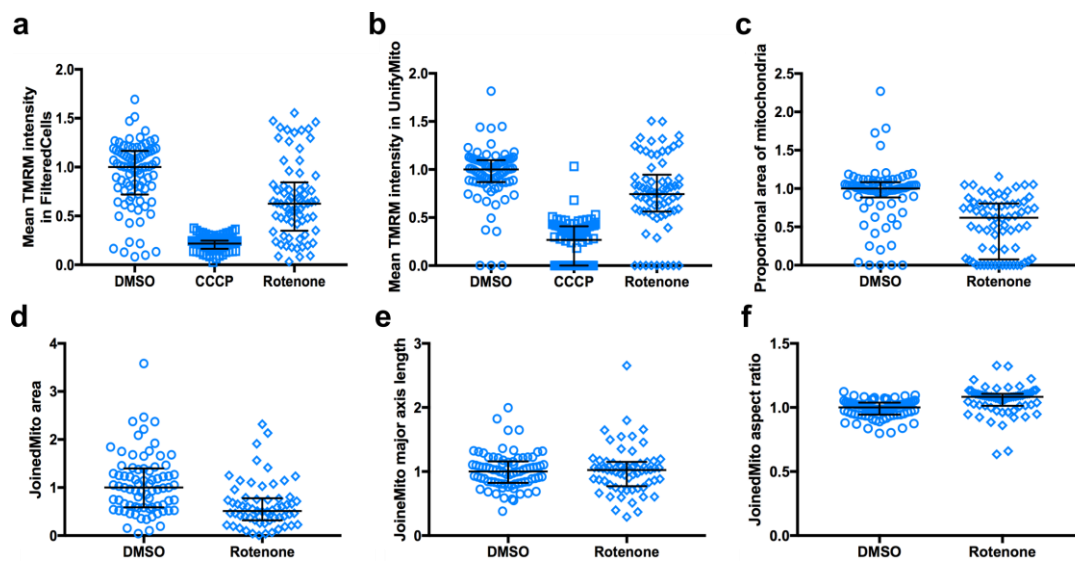 a
Mean TMRM intensity
in FilteredCells
2.0
1.5
1.0
0.5
0.0
DMSO
CCCP
Rotenone
b
Mean TMRM intensity in UnifyMito
2.0
1.5
1.0
0.5
0.0
DMSO
CCCP
Rotenone
c
Proportional area of mitochondria
2.5
2.0
1.5
1.0
0.5
0.0
DMSO
Rotenone
d
JoinedMito area
4
3
2
1
0
DMSO
Rotenone
e
JoineMito major axis length
3
2
1
0
DMSO
Rotenone
f
JoinedMito aspect ratio
1.5
1.0
0.5
0.0
DMSO
Rotenone